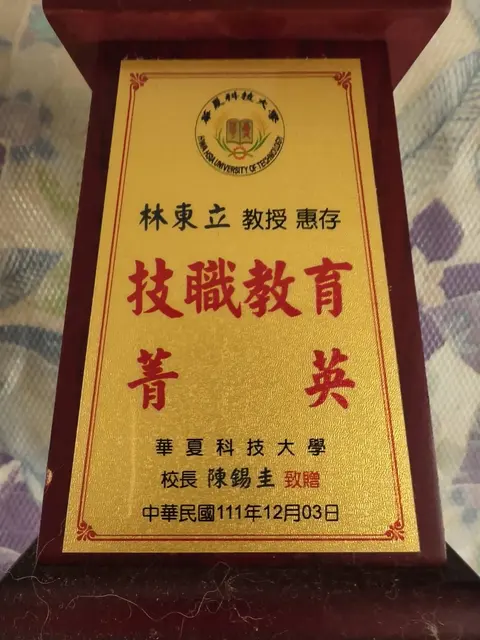 華夏科技大學
HWA HSIA UNIVERSITY OF TECHNOLOGY
林東立 教授 惠存
技職教育
菁 英
華夏科技大學
校長 陳錫圭 致贈
中華民國111年12月03日